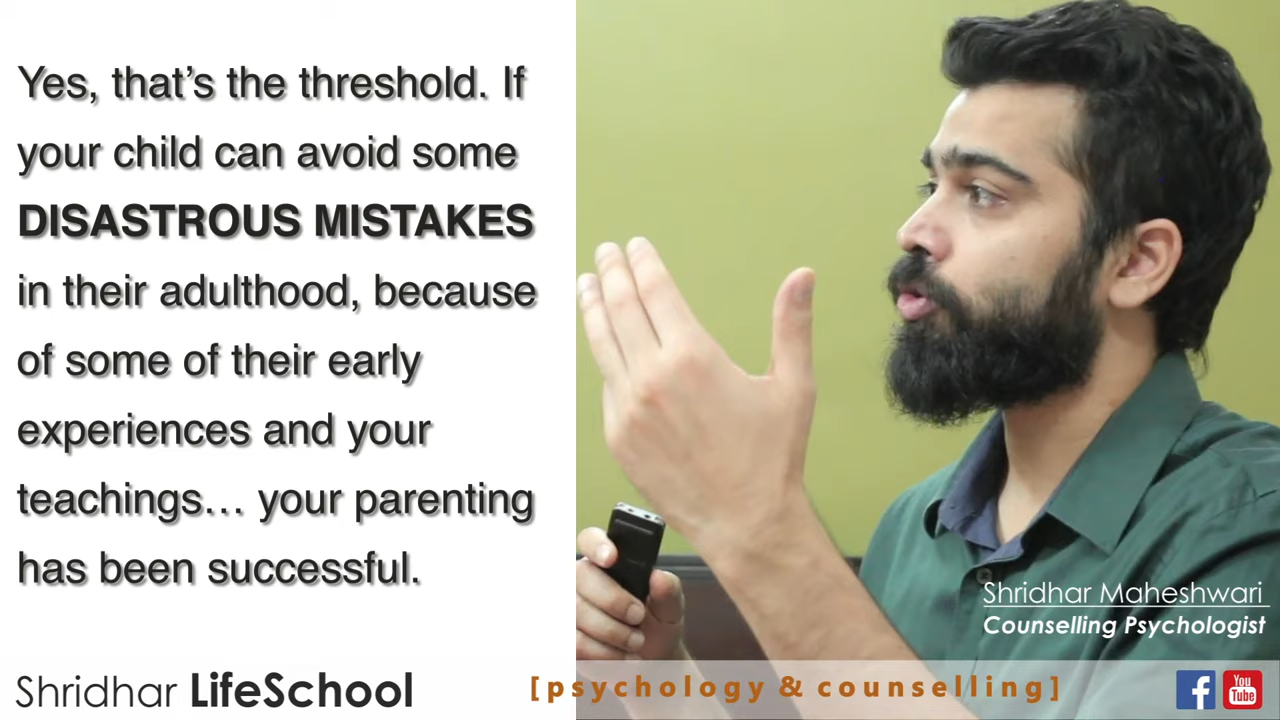 Yes, that’s the threshold. If
your child can avoid some
DISASTROUS MISTAKES
in their adulthood, because
of some of their early
experiences and your
teachings… your parenting
has been successful.
Shridhar Maheshwari
Counselling Psychologist
Shridhar LifeSchool
[psychology & counselling]
f
You
Tube